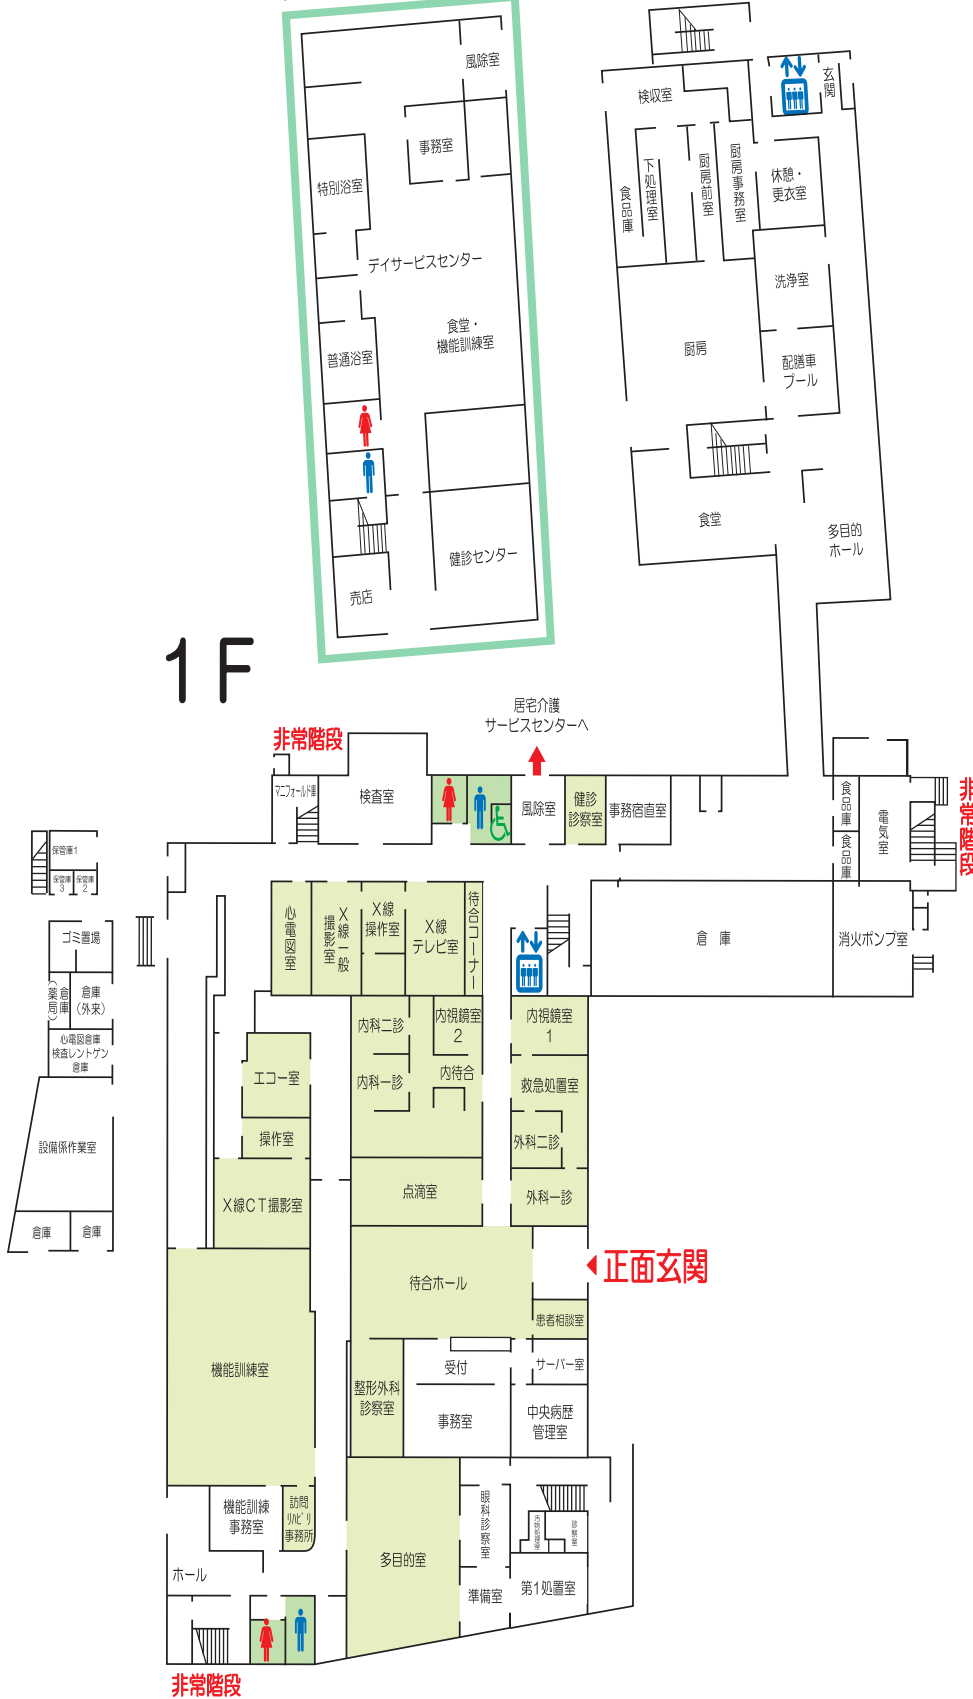 風除室
事務室
特別浴室
デイサービスセンター
食堂・
機能訓練室
普通浴室
健診センター
売店
検収室
玄関
下処理室
食品庫
厨房前室
厨房事務室
休憩・
更衣室
洗浄室
厨房
配膳車
プール
食堂
多目的
ホール
1F
居宅介護
サービスセンターへ
非常階段
マニフォールド庫
検査室
風除室
健診
診察室
事務宿直室
食品庫
食品庫
電気室
非常階段
保管庫1
保管庫
3
保管庫
2
心電図室
X線一般
撮影室
X線
操作室
X線
テレビ室
待合コーナー
倉庫
消火ポンプ室
ゴミ置場
倉庫
(薬局)
倉庫
(外来)
心電図倉庫
検査レントゲン
倉庫
設備係作業室
倉庫
倉庫
内科二診
内視鏡室
2
内視鏡室
1
エコー室
内科一診
内待合
救急処置室
操作室
外科二診
X線CT撮影室
点滴室
外科一診
待合ホール
正面玄関
患者相談室
機能訓練室
受付
サーバー室
整形外科
診察室
事務室
中央病歴
管理室
機能訓練
事務室
訪問
リハビリ
事務所
眼科診察室
汚物処理室
診察室
多目的室
ホール
準備室
第1処置室
非常階段